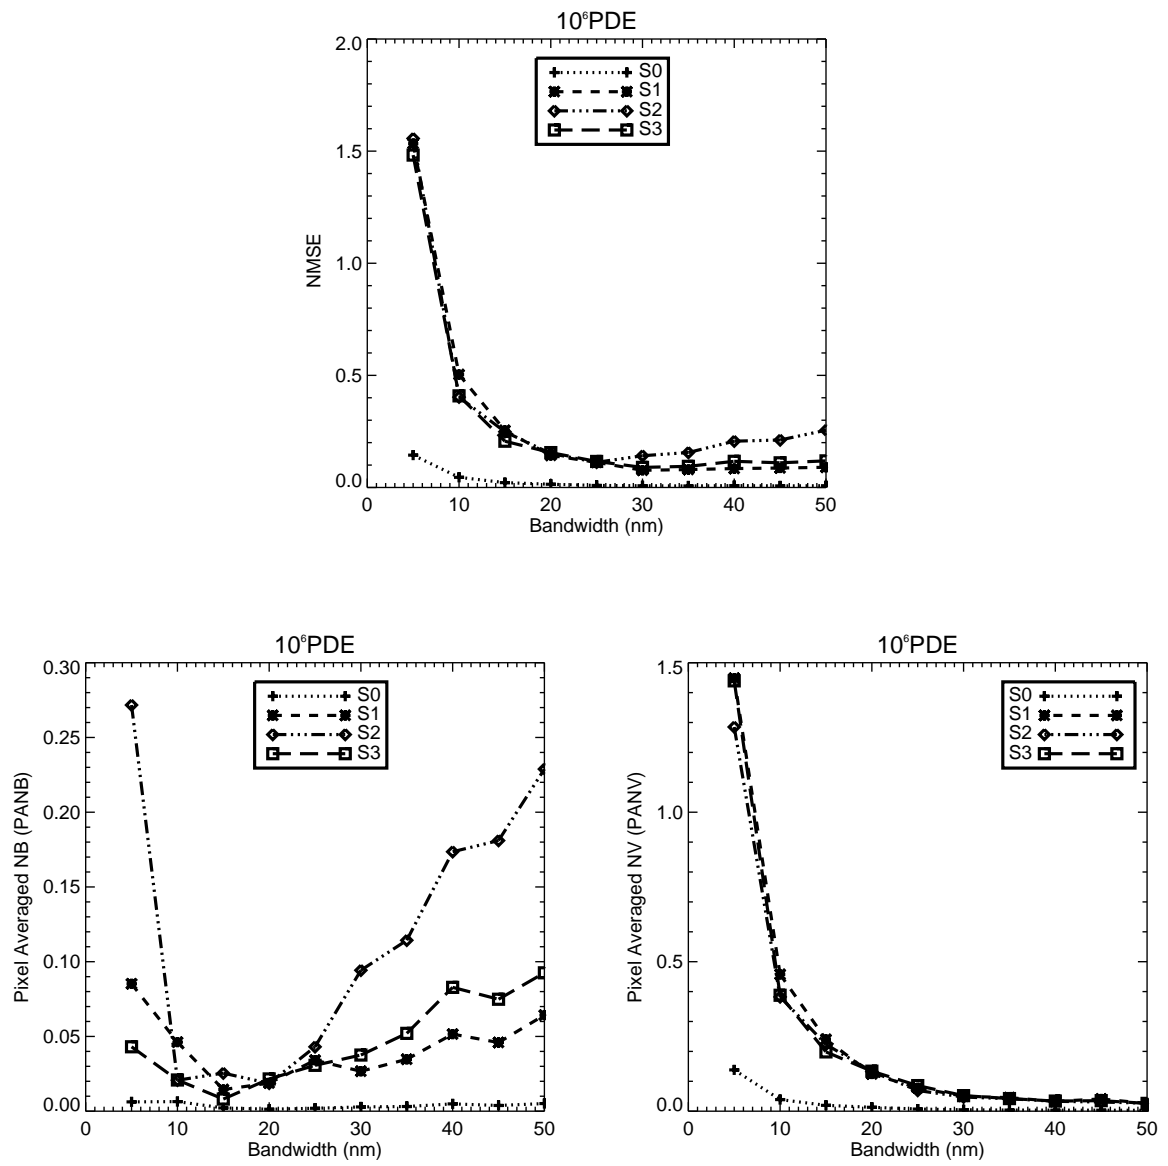 10⁶PDE
2.0
1.5
1.0
0.5
0.0
NMSE
S0
S1
S2
S3
0 10 20 30 40 50
Bandwidth (nm)
10⁶PDE
0.30
0.25
0.20
0.15
0.10
0.05
0.00
Pixel Averaged NB (PANB)
S0
S1
S2
S3
0 10 20 30 40 50
Bandwidth (nm)
10⁶PDE
1.5
1.0
0.5
0.0
Pixel Averaged NV (PANV)
S0
S1
S2
S3
0 10 20 30 40 50
Bandwidth (nm)